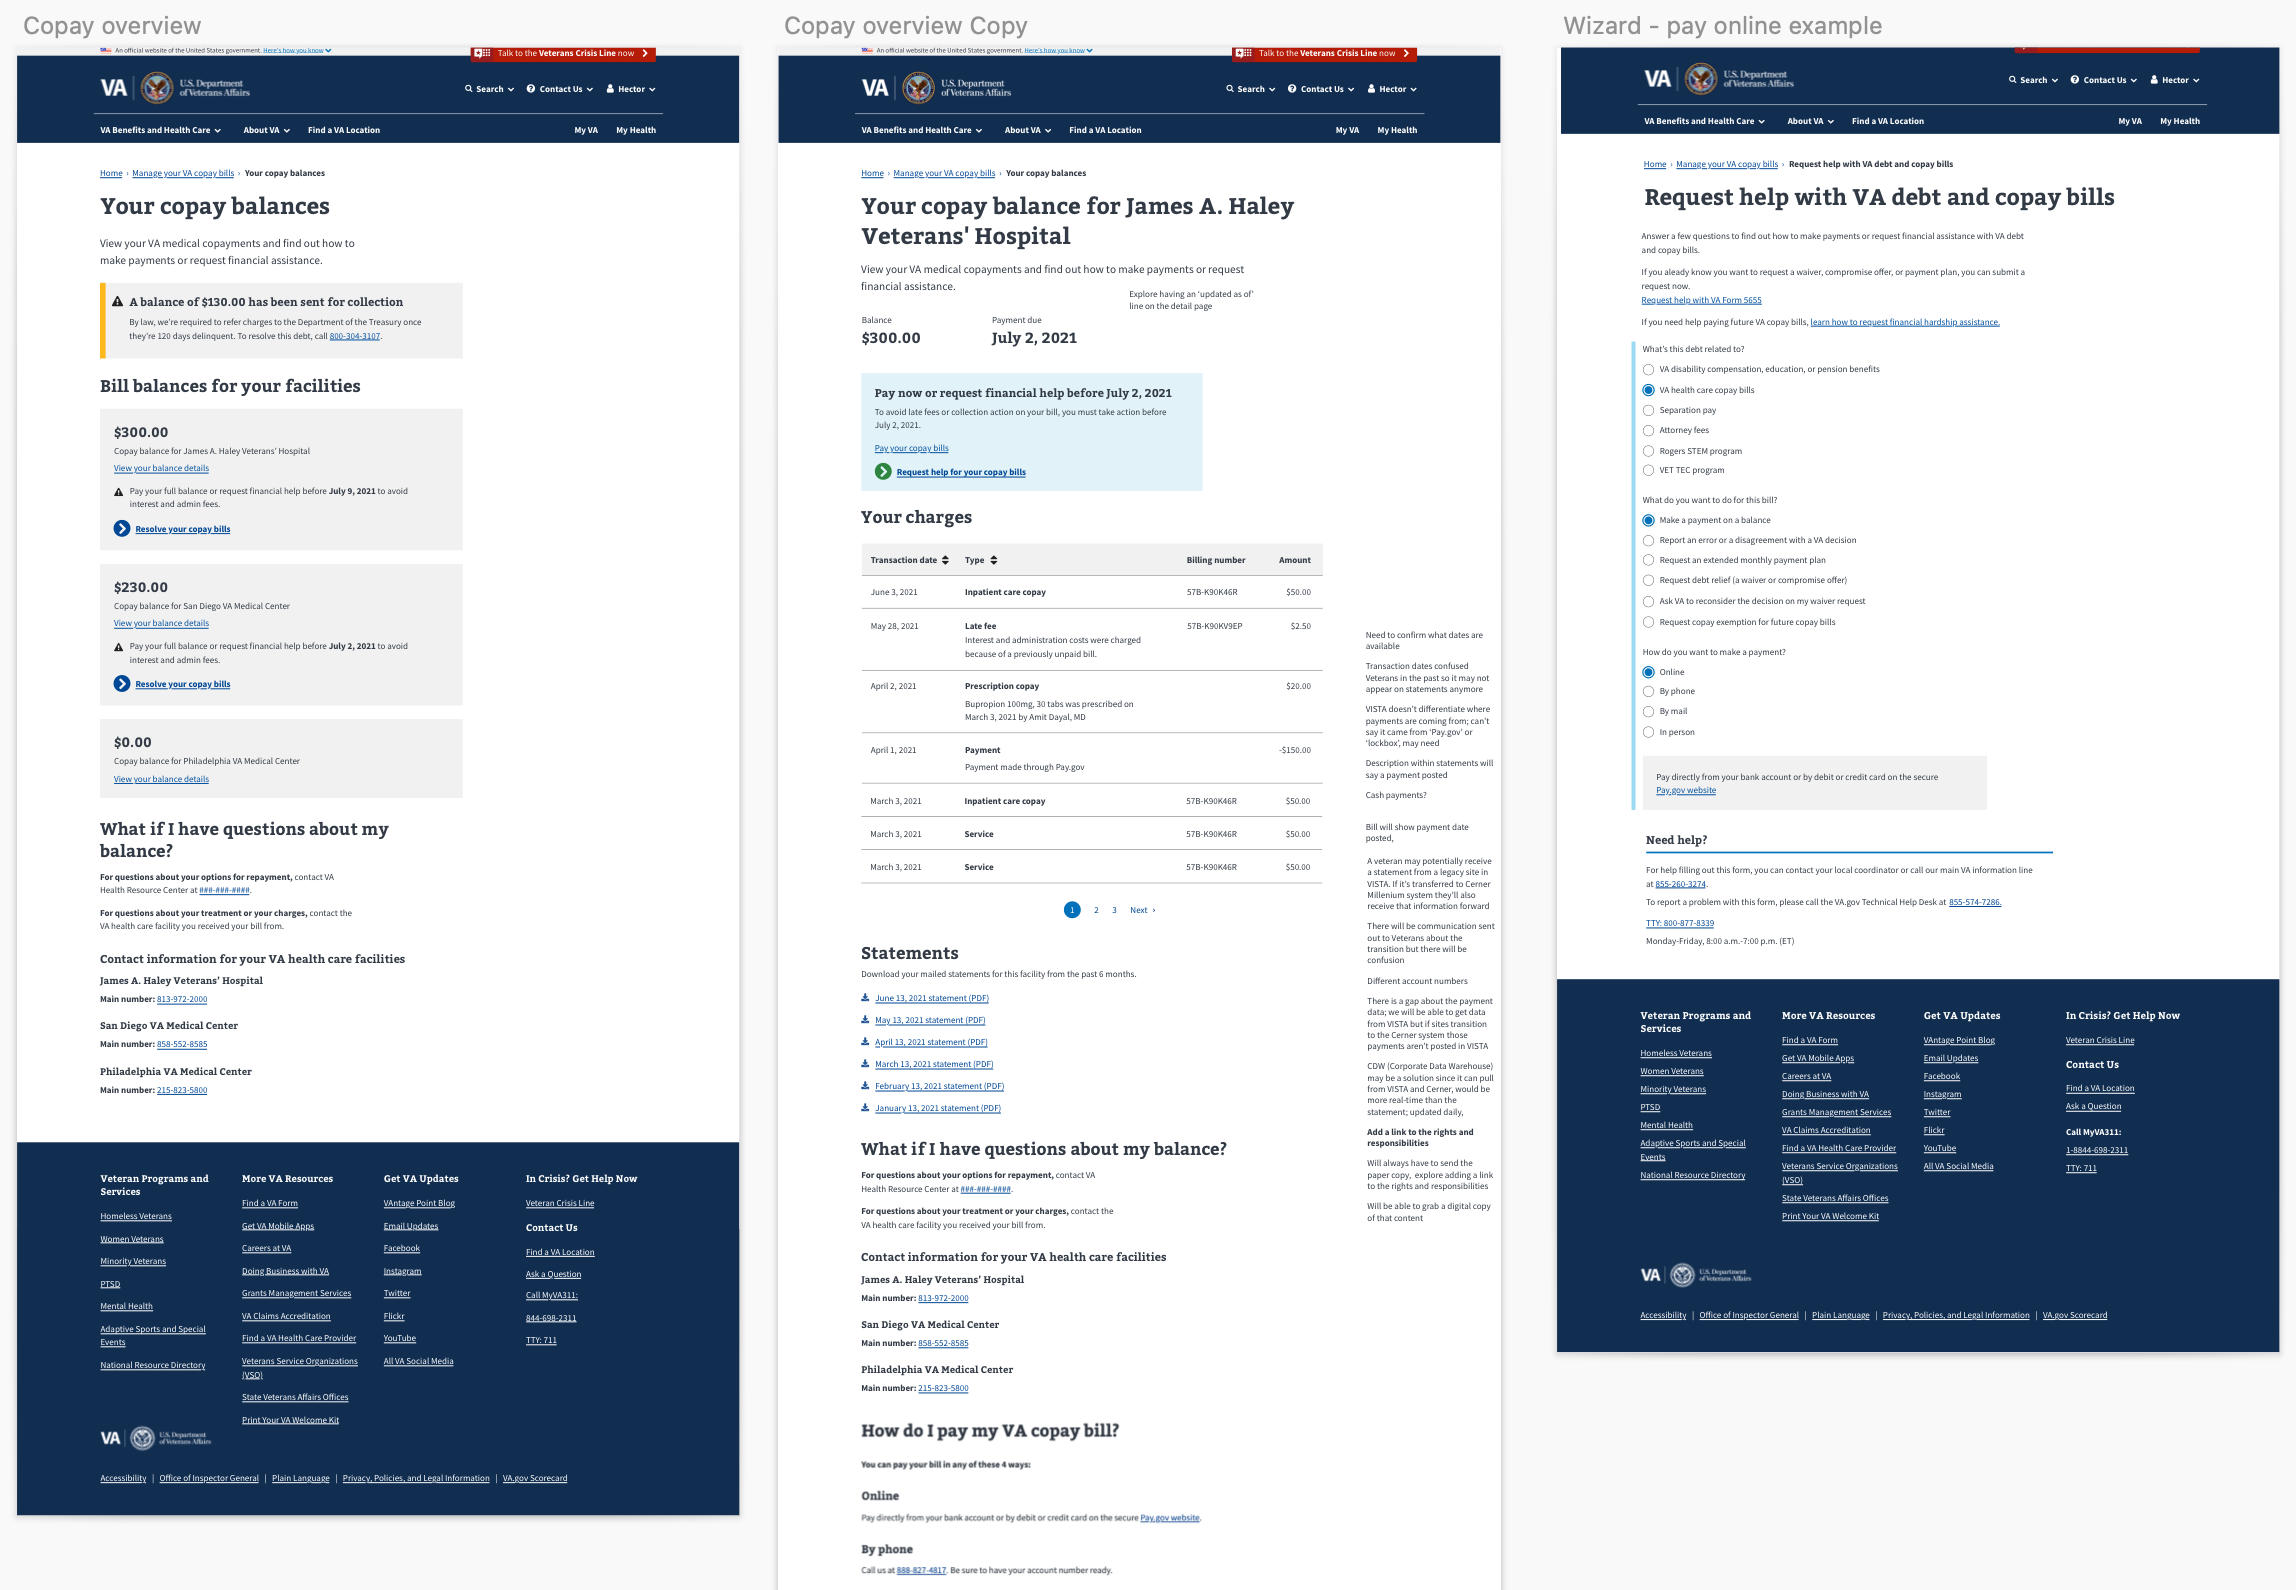 Copay overview
An official website of the United States government. Here's how you know
Talk to the Veterans Crisis Line now
VA
U.S. Department
of Veterans Affairs
Search
Contact Us
Hector
VA Benefits and Health Care
About VA
Find a VA Location
My VA
My Health
Home › Manage your VA copay bills › Your copay balances
Your copay balances
View your VA medical copayments and find out how to
make payments or request financial assistance.
A balance of $130.00 has been sent for collection
By law, we're required to refer charges to the Department of the Treasury once
they're 120 days delinquent. To resolve this debt, call 800-304-3107.
Bill balances for your facilities
$300.00
Copay balance for James A. Haley Veterans' Hospital
View your balance details
Pay your full balance or request financial help before July 9, 2021 to avoid
interest and admin fees.
Resolve your copay bills
$230.00
Copay balance for San Diego VA Medical Center
View your balance details
Pay your full balance or request financial help before July 2, 2021 to avoid
interest and admin fees.
Resolve your copay bills
$0.00
Copay balance for Philadelphia VA Medical Center
View your balance details
What if I have questions about my
balance?
For questions about your options for repayment, contact VA
Health Resource Center at ###-###-####.
For questions about your treatment or your charges, contact the
VA health care facility you received your bill from.
Contact information for your VA health care facilities
James A. Haley Veterans' Hospital
Main number: 813-972-2000
San Diego VA Medical Center
Main number: 858-552-8585
Philadelphia VA Medical Center
Main number: 215-823-5800
Veteran Programs and
Services
Homeless Veterans
Women Veterans
Minority Veterans
PTSD
Mental Health
Adaptive Sports and Special
Events
National Resource Directory
More VA Resources
Find a VA Form
Get VA Mobile Apps
Careers at VA
Doing Business with VA
Grants Management Services
VA Claims Accreditation
Find a VA Health Care Provider
Veterans Service Organizations
(VSO)
State Veterans Affairs Offices
Print Your VA Welcome Kit
Get VA Updates
VAntage Point Blog
Email Updates
Facebook
Instagram
Twitter
Flickr
YouTube
All VA Social Media
In Crisis? Get Help Now
Veteran Crisis Line
Contact Us
Find a VA Location
Ask a Question
Call MyVA311:
844-698-2311
TTY: 711
VA
U.S. Department
of Veterans Affairs
Accessibility | Office of Inspector General | Plain Language | Privacy, Policies, and Legal Information | VA.gov Scorecard
Copay overview Copy
An official website of the United States government. Here's how you know
Talk to the Veterans Crisis Line now
VA
U.S. Department
of Veterans Affairs
Search
Contact Us
Hector
VA Benefits and Health Care
About VA
Find a VA Location
My VA
My Health
Home › Manage your VA copay bills › Your copay balances
Your copay balance for James A. Haley
Veterans' Hospital
View your VA medical copayments and find out how to make payments or request
financial assistance.
Explore having an 'updated as of'
line on the detail page
Balance
$300.00
Payment due
July 2, 2021
Pay now or request financial help before July 2, 2021
To avoid late fees or collection action on your bill, you must take action before
July 2, 2021.
Pay your copay bills
Request help for your copay bills
Your charges
Transaction date Type Billing number Amount
June 3, 2021 Inpatient care copay 57B-K90K46R $50.00
May 28, 2021 Late fee 57B-K90KV9EP $2.50
Interest and administration costs were charged
because of a previously unpaid bill.
April 2, 2021 Prescription copay $20.00
Bupropion 100mg, 30 tabs was prescribed on
March 3, 2021 by Amit Dayal, MD
April 1, 2021 Payment -$150.00
Payment made through Pay.gov
March 3, 2021 Inpatient care copay 57B-K90K46R $50.00
March 3, 2021 Service 57B-K90K46R $50.00
March 3, 2021 Service 57B-K90K46R $50.00
1 2 3 Next ›
Statements
Download your mailed statements for this facility from the past 6 months.
June 13, 2021 statement (PDF)
May 13, 2021 statement (PDF)
April 13, 2021 statement (PDF)
March 13, 2021 statement (PDF)
February 13, 2021 statement (PDF)
January 13, 2021 statement (PDF)
What if I have questions about my balance?
For questions about your options for repayment, contact VA
Health Resource Center at ###-###-####.
For questions about your treatment or your charges, contact the
VA health care facility you received your bill from.
Contact information for your VA health care facilities
James A. Haley Veterans' Hospital
Main number: 813-972-2000
San Diego VA Medical Center
Main number: 858-552-8585
Philadelphia VA Medical Center
Main number: 215-823-5800
How do I pay my VA copay bill?
You can pay your bill in any of these 4 ways:
Online
Pay directly from your bank account or by debit or credit card on the secure Pay.gov website.
By phone
Call us at 888-827-4817. Be sure to have your account number ready.
Need to confirm what dates are
available
Transaction dates confused
Veterans in the past so it may not
appear on statements anymore
VISTA doesn't differentiate where
payments are coming from; can't
say it came from 'Pay.gov' or
'lockbox', may need
Description within statements will
say a payment posted
Cash payments?
Bill will show payment date
posted,
A veteran may potentially receive
a statement from a legacy site in
VISTA. If it's transferred to Cerner
Millenium system they'll also
receive that information forward
There will be communication sent
out to Veterans about the
transition but there will be
confusion
Different account numbers
There is a gap about the payment
data; we will be able to get data
from VISTA but if sites transition
to the Cerner system those
payments aren't posted in VISTA
CDW (Corporate Data Warehouse)
may be a solution since it can pull
from VISTA and Cerner, would be
more real-time than the
statement; updated daily,
Add a link to the rights and
responsibilities
Will always have to send the
paper copy, explore adding a link
to the rights and responsibilities
Will be able to grab a digital copy
of that content
Wizard - pay online example
VA
U.S. Department
of Veterans Affairs
Search
Contact Us
Hector
VA Benefits and Health Care
About VA
Find a VA Location
My VA
My Health
Home › Manage your VA copay bills › Request help with VA debt and copay bills
Request help with VA debt and copay bills
Answer a few questions to find out how to make payments or request financial assistance with VA debt
and copay bills.
If you aleady know you want to request a waiver, compromise offer, or payment plan, you can submit a
request now.
Request help with VA Form 5655
If you need help paying future VA copay bills, learn how to request financial hardship assistance.
What's this debt related to?
VA disability compensation, education, or pension benefits
VA health care copay bills
Separation pay
Attorney fees
Rogers STEM program
VET TEC program
What do you want to do for this bill?
Make a payment on a balance
Report an error or a disagreement with a VA decision
Request an extended monthly payment plan
Request debt relief (a waiver or compromise offer)
Ask VA to reconsider the decision on my waiver request
Request copay exemption for future copay bills
How do you want to make a payment?
Online
By phone
By mail
In person
Pay directly from your bank account or by debit or credit card on the secure
Pay.gov website
Need help?
For help filling out this form, you can contact your local coordinator or call our main VA information line
at 855-260-3274.
To report a problem with this form, please call the VA.gov Technical Help Desk at 855-574-7286.
TTY: 800-877-8339
Monday-Friday, 8:00 a.m.-7:00 p.m. (ET)
Veteran Programs and
Services
Homeless Veterans
Women Veterans
Minority Veterans
PTSD
Mental Health
Adaptive Sports and Special
Events
National Resource Directory
More VA Resources
Find a VA Form
Get VA Mobile Apps
Careers at VA
Doing Business with VA
Grants Management Services
VA Claims Accreditation
Find a VA Health Care Provider
Veterans Service Organizations
(VSO)
State Veterans Affairs Offices
Print Your VA Welcome Kit
Get VA Updates
VAntage Point Blog
Email Updates
Facebook
Instagram
Twitter
Flickr
YouTube
All VA Social Media
In Crisis? Get Help Now
Veteran Crisis Line
Contact Us
Find a VA Location
Ask a Question
Call MyVA311:
1-8844-698-2311
TTY: 711
VA
U.S. Department
of Veterans Affairs
Accessibility | Office of Inspector General | Plain Language | Privacy, Policies, and Legal Information | VA.gov Scorecard